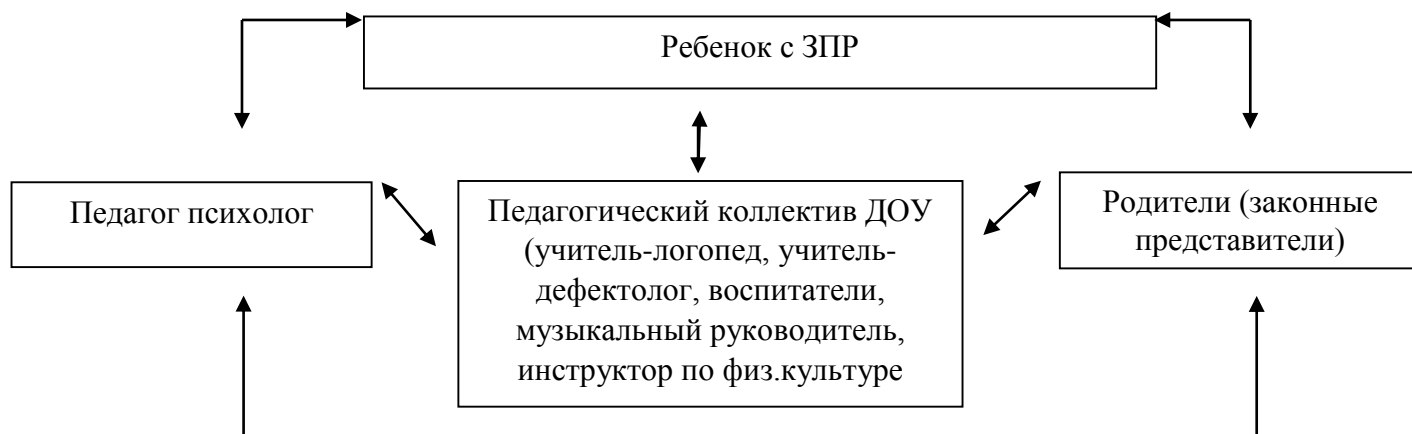 Ребенок с ЗПР
Педагог психолог
Педагогический коллектив ДОУ
(учитель-логопед, учитель-
дефектолог, воспитатели,
музыкальный руководитель,
инструктор по физ.культуре
Родители (законные
представители)